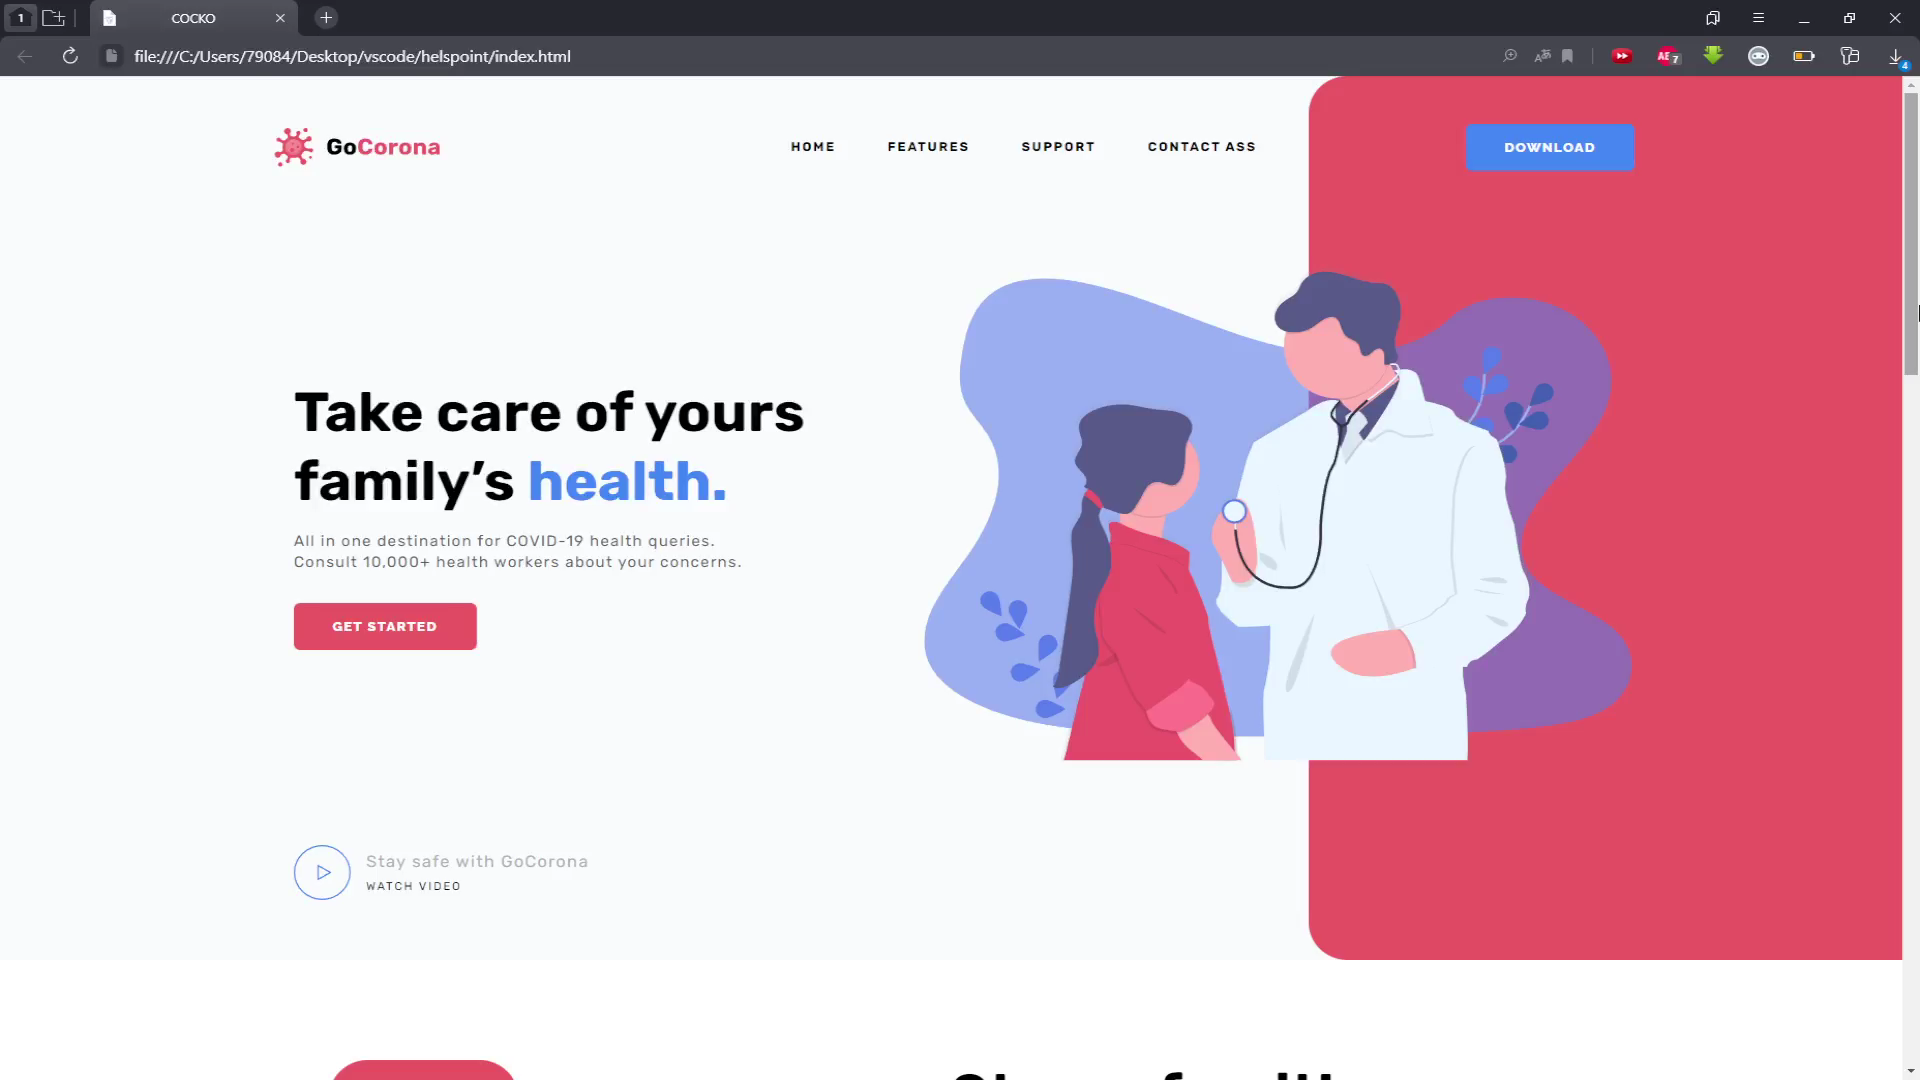 1
COCKO
file:///C:/Users/79084/Desktop/vscode/helspoint/index.html
7
4
GoCorona
HOME
FEATURES
SUPPORT
CONTACT ASS
DOWNLOAD
Take care of yours
family’s health.
All in one destination for COVID-19 health queries.
Consult 10,000+ health workers about your concerns.
GET STARTED
Stay safe with GoCorona
WATCH VIDEO